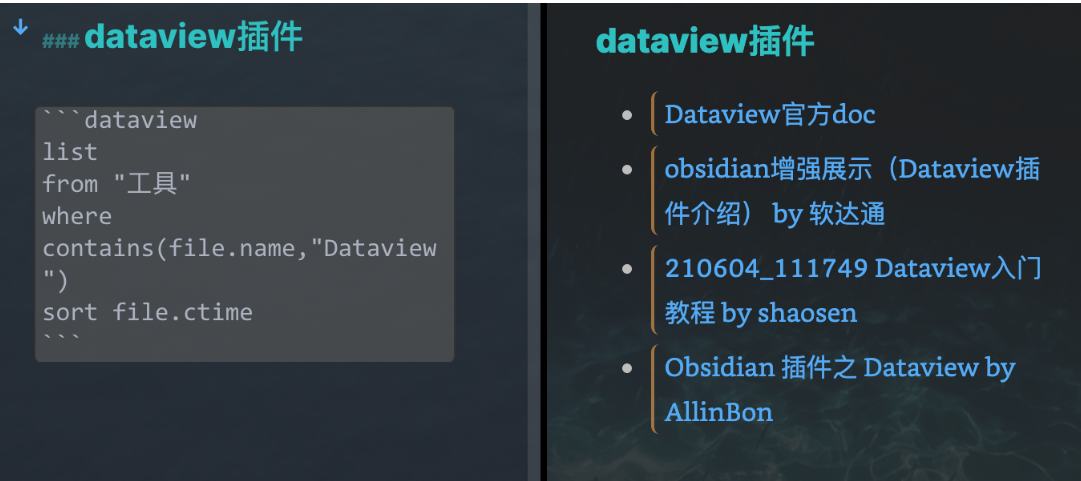 ### dataview插件
```dataview
list
from "工具"
where
contains(file.name,"Dataview
")
sort file.ctime
```
dataview插件
Dataview官方doc
obsidian增强展示（Dataview插
件介绍） by 软达通
210604_111749 Dataview入门
教程 by shaosen
Obsidian 插件之 Dataview by
AllinBon